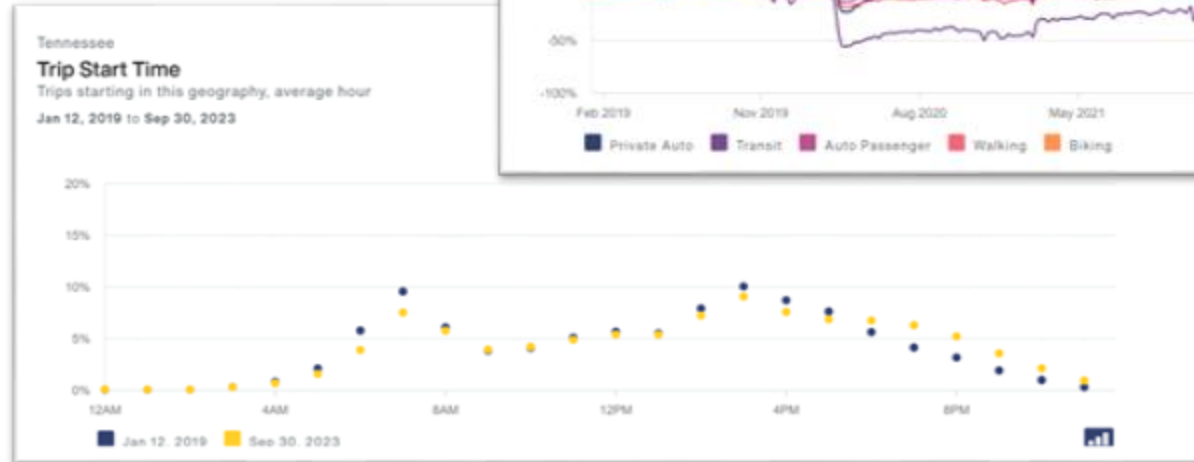 -50%
-100%
Feb 2019 Nov 2019 Aug 2020 May 2021
Private Auto Transit Auto Passenger Walking Biking
Tennessee
Trip Start Time
Trips starting in this geography, average hour
Jan 12, 2019 to Sep 30, 2023
20%
15%
10%
5%
0%
12AM 4AM 8AM 12PM 4PM 8PM
Jan 12. 2019 Sep 30. 2023